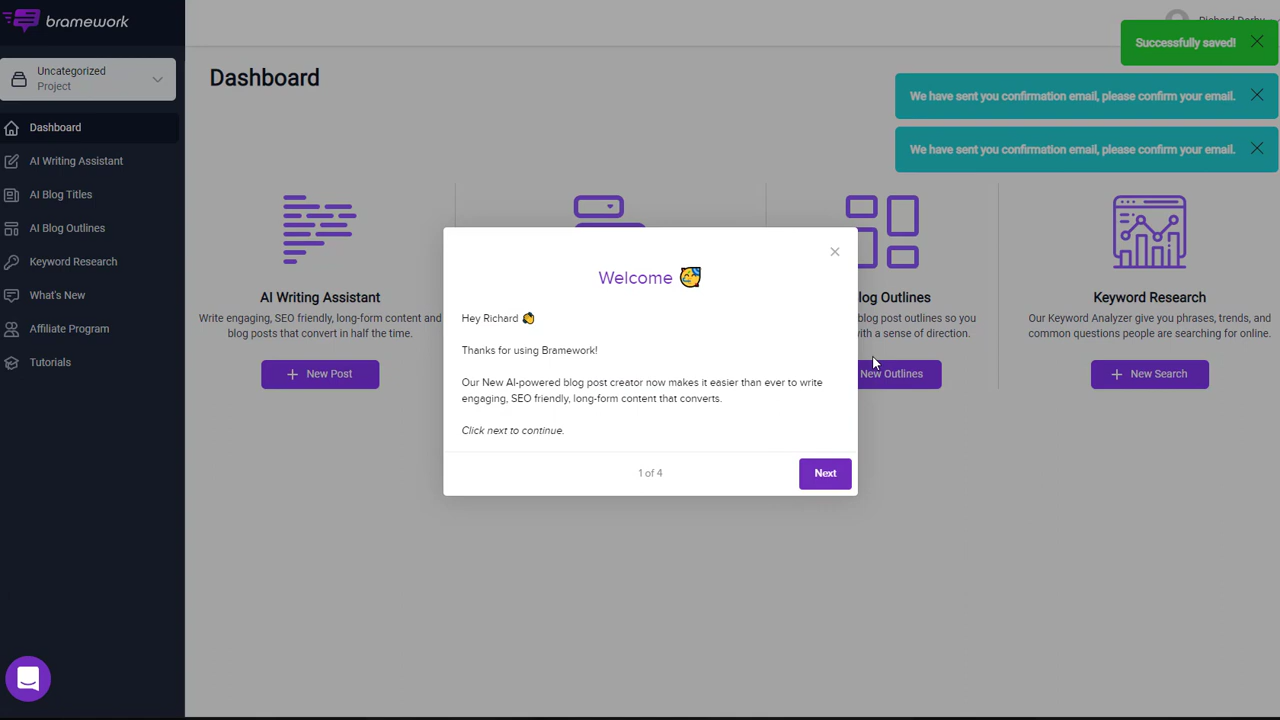 bramework
Uncategorized
Project
Dashboard
AI Writing Assistant
AI Blog Titles
AI Blog Outlines
Keyword Research
What's New
Affiliate Program
Tutorials
Dashboard
Successfully saved!
We have sent you confirmation email, please confirm your email.
We have sent you confirmation email, please confirm your email.
AI Writing Assistant
Write engaging, SEO friendly, long-form content and
blog posts that convert in half the time.
New Post
Welcome
Hey Richard
Thanks for using Bramework!
Our New AI-powered blog post creator now makes it easier than ever to write
engaging, SEO friendly, long-form content that converts.
Click next to continue.
1 of 4
Next
log Outlines
blog post outlines so you
with a sense of direction.
New Outlines
Keyword Research
Our Keyword Analyzer give you phrases, trends, and
common questions people are searching for online.
New Search